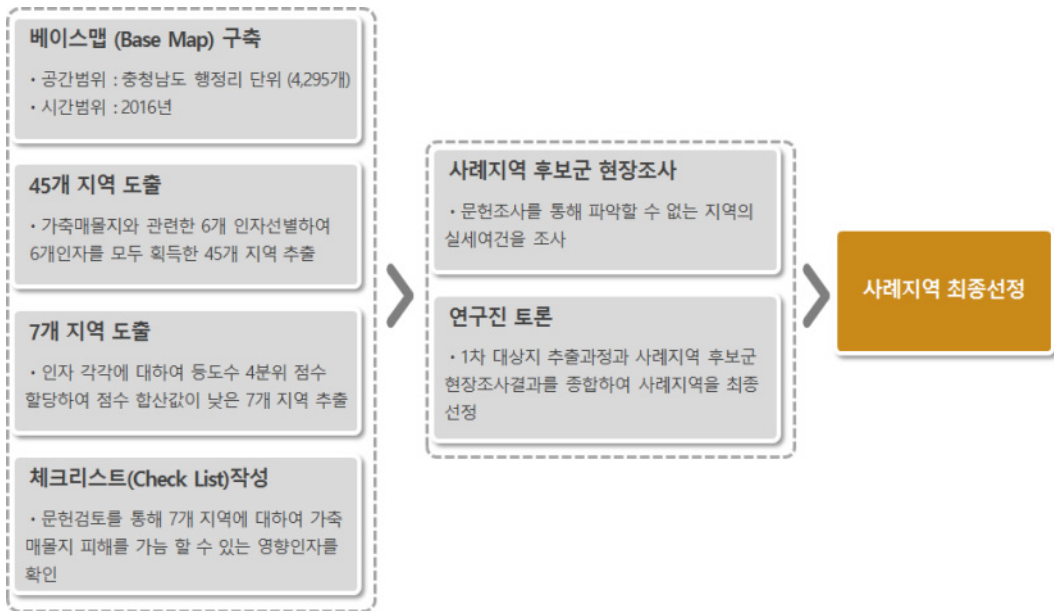 베이스맵 (Base Map) 구축
· 공간범위 : 충청남도 행정리 단위 (4,295개)
· 시간범위 : 2016년
45개 지역 도출
· 가축매몰지와 관련한 6개 인자선별하여
6개인자를 모두 획득한 45개 지역 추출
7개 지역 도출
· 인자 각각에 대하여 등도수 4분위 점수
할당하여 점수 합산값이 낮은 7개 지역 추출
체크리스트(Check List)작성
· 문헌검토를 통해 7개 지역에 대하여 가축
매몰지 피해를 가늠 할 수 있는 영향인자를
확인
사례지역 후보군 현장조사
· 문헌조사를 통해 파악할 수 없는 지역의
실세여건을 조사
연구진 토론
· 1차 대상지 추출과정과 사례지역 후보군
현장조사결과를 종합하여 사례지역을 최종
선정
사례지역 최종선정